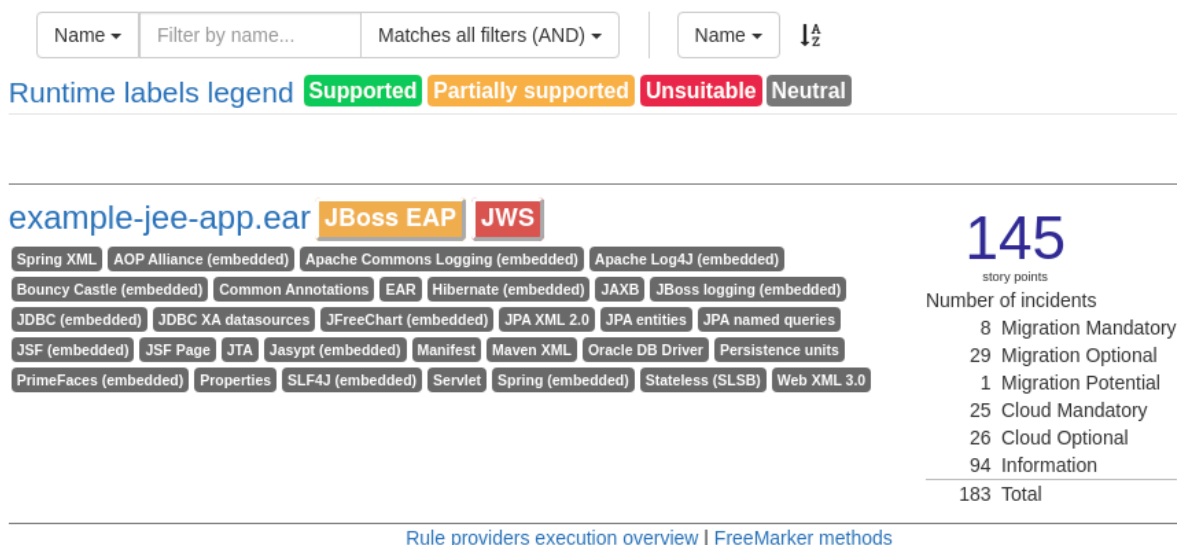 Name Filter by name... Matches all filters (AND) Name A Z
Runtime labels legend Supported Partially supported Unsuitable Neutral
example-jee-app.ear JBoss EAP JWS
Spring XML AOP Alliance (embedded) Apache Commons Logging (embedded) Apache Log4J (embedded)
Bouncy Castle (embedded) Common Annotations EAR Hibernate (embedded) JAXB JBoss logging (embedded)
JDBC (embedded) JDBC XA datasources JFreeChart (embedded) JPA XML 2.0 JPA entities JPA named queries
JSF (embedded) JSF Page JTA Jasypt (embedded) Manifest Maven XML Oracle DB Driver Persistence units
PrimeFaces (embedded) Properties SLF4J (embedded) Servlet Spring (embedded) Stateless (SLSB) Web XML 3.0
145
story points
Number of incidents
8 Migration Mandatory
29 Migration Optional
1 Migration Potential
25 Cloud Mandatory
26 Cloud Optional
94 Information
183 Total
Rule providers execution overview | FreeMarker methods